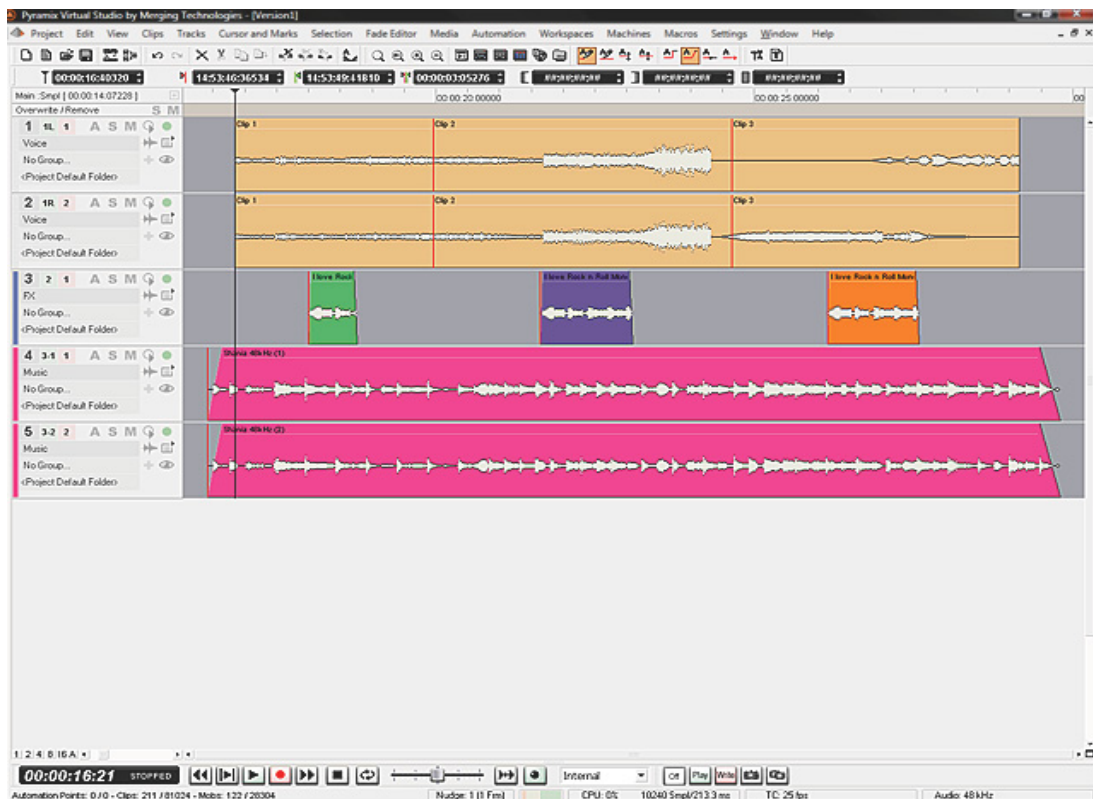 Pyramix Virtual Studio by Merging Technologies - [Version1]
Project Edit View Clips Tracks Cursor and Marks Selection Fade Editor Media Automation Workspaces Machines Macros Settings Window Help
00:00:16:40320 14:53:46:36534 14:53:49:41810 00:00:03:05276 ##:##:##:## ##:##:##:## ##:##:##:##
Main :Smpl [ 00:00:14.07228 ] 00:00:20:00000 00:00:25:00000 00
Overwrite / Remove S M
1 1L 1 A S M Clip 1 Clip 2 Clip 3
Voice
No Group...
<Project Default Folder>
2 1R 2 A S M Clip 1 Clip 2 Clip 3
Voice
No Group...
<Project Default Folder>
3 2 1 A S M I love Rock I love Rock n Roll Mon I love Rock n Roll Mon
FX
No Group...
<Project Default Folder>
4 3-1 1 A S M Shania 48kHz (1)
Music
No Group...
<Project Default Folder>
5 3-2 2 A S M Shania 48kHz (2)
Music
No Group...
<Project Default Folder>
1 2 4 8 16 A
00:00:16:21 STOPPED Internal Off Play Write
Automation Points: 0 / 0 - Clips: 211 / 81024 - Mobs: 122 / 28304 Nudge: 1 [1 Frm] CPU: 0% 10240 Smpl/213.3 ms TC: 25 fps Audio: 48 kHz